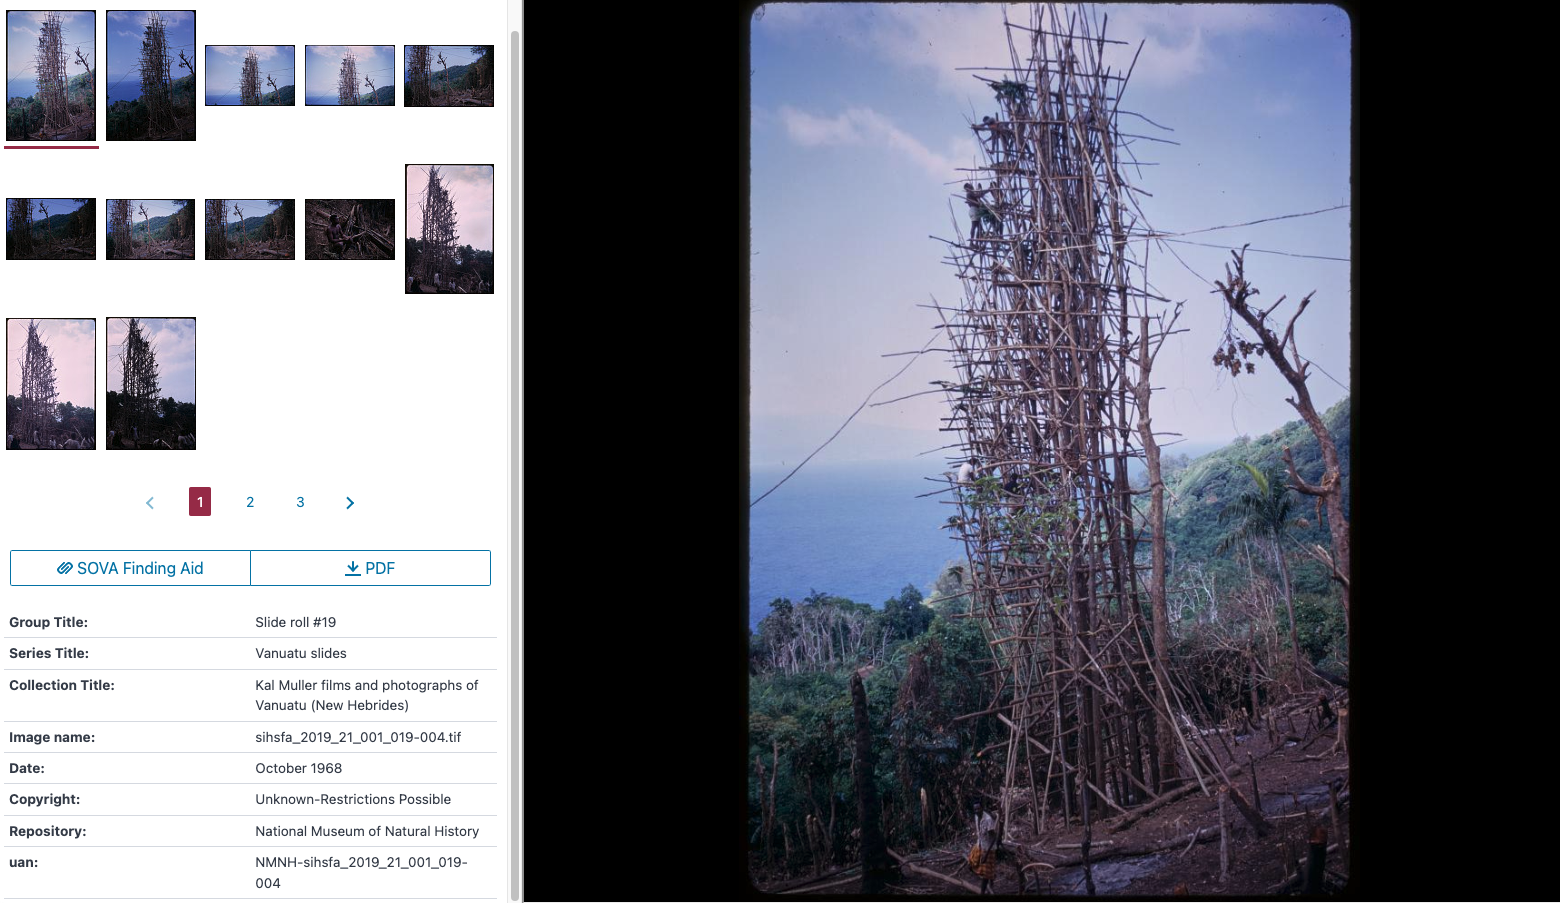 1
2
3
SOVA Finding Aid
PDF
Group Title:
Slide roll #19
Series Title:
Vanuatu slides
Collection Title:
Kal Muller films and photographs of
Vanuatu (New Hebrides)
Image name:
sihsfa_2019_21_001_019-004.tif
Date:
October 1968
Copyright:
Unknown-Restrictions Possible
Repository:
National Museum of Natural History
uan:
NMNH-sihsfa_2019_21_001_019-
004